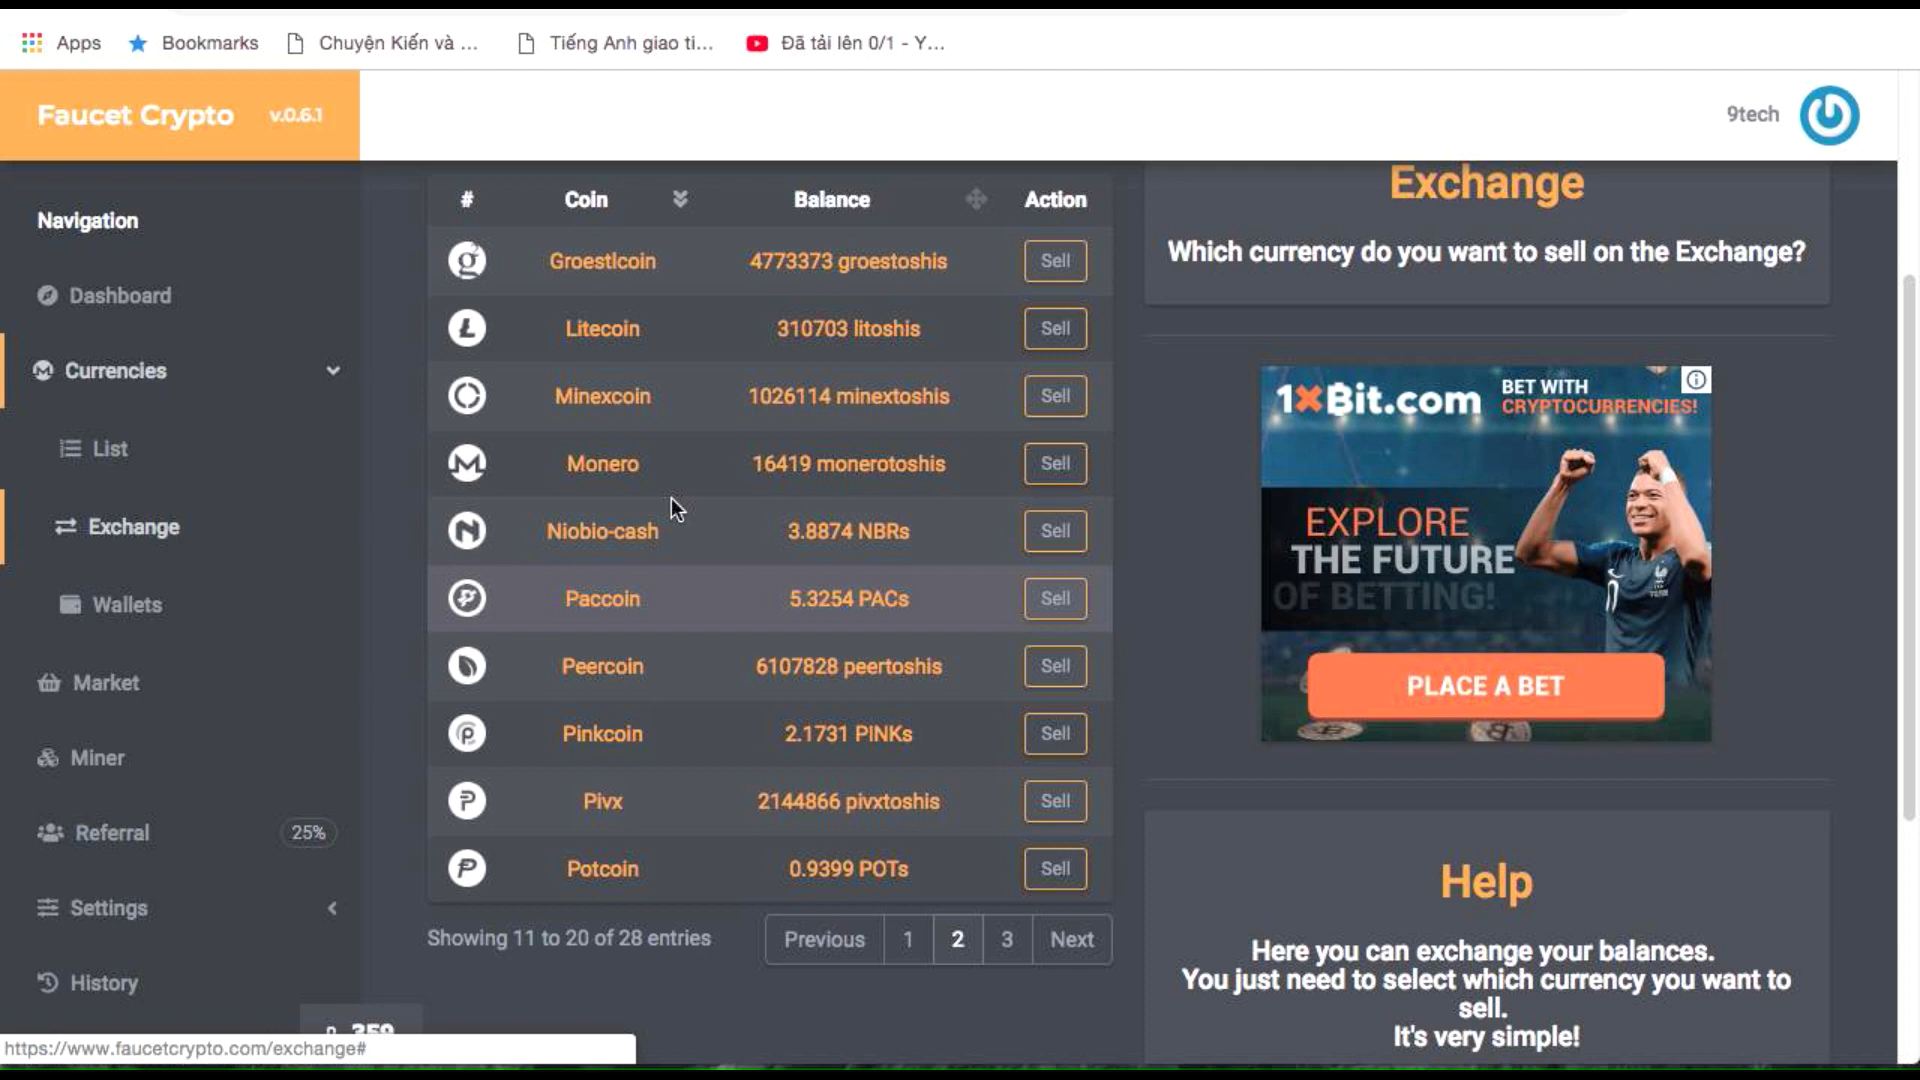 Apps
Bookmarks
Chuyện Kiến và ...
Tiếng Anh giao ti...
Đã tải lên 0/1 - Y...
Faucet Crypto v.0.6.1
9tech
Navigation
Dashboard
Currencies
List
Exchange
Wallets
Market
Miner
Referral 25%
Settings
History
# Coin Balance Action
Groestlcoin 4773373 groestoshis Sell
Litecoin 310703 litoshis Sell
Minexcoin 1026114 minextoshis Sell
Monero 16419 monerotoshis Sell
Niobio-cash 3.8874 NBRs Sell
Paccoin 5.3254 PACs Sell
Peercoin 6107828 peertoshis Sell
Pinkcoin 2.1731 PINKs Sell
Pivx 2144866 pivxtoshis Sell
Potcoin 0.9399 POTs Sell
Showing 11 to 20 of 28 entries
Previous 1 2 3 Next
Exchange
Which currency do you want to sell on the Exchange?
1×Bit.com
BET WITH
CRYPTOCURRENCIES!
EXPLORE
THE FUTURE
OF BETTING!
PLACE A BET
Help
Here you can exchange your balances.
You just need to select which currency you want to
sell.
It's very simple!
359
https://www.faucetcrypto.com/exchange#